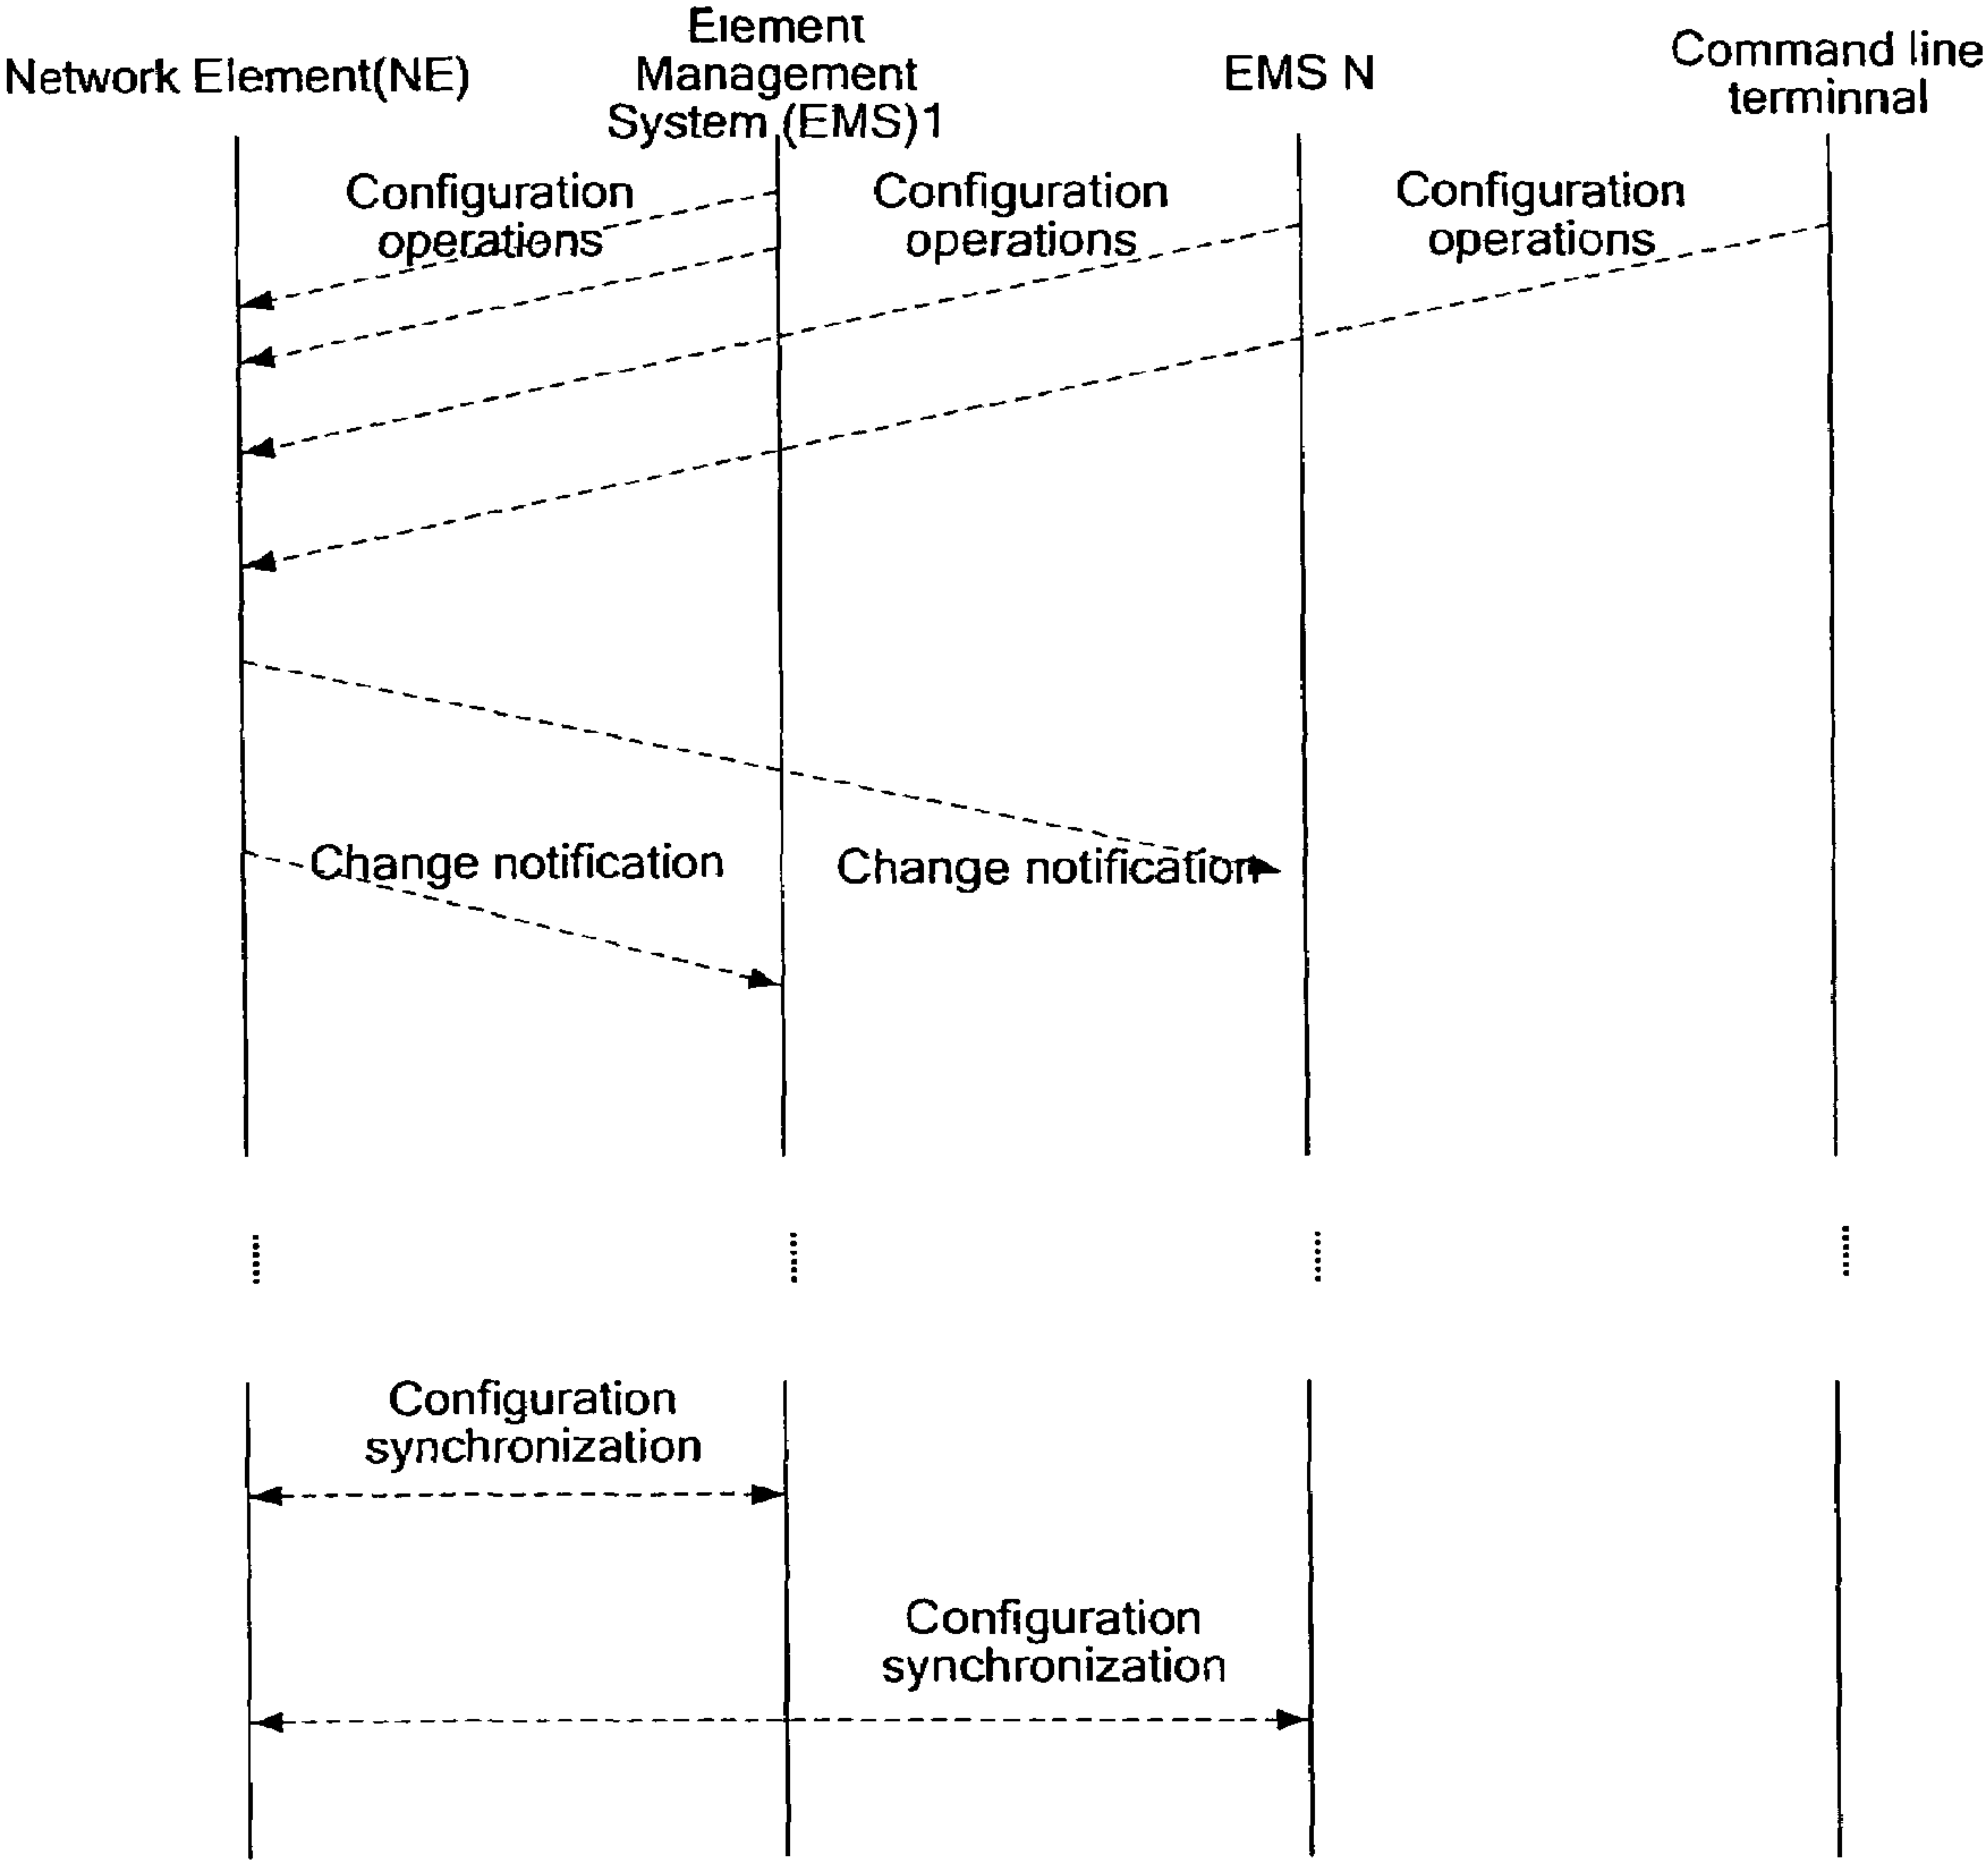 Network Element(NE)
Element
Management
System (EMS)1
EMS N
Command line
terminnal
Configuration
operations
Configuration
operations
Configuration
operations
Change notification
Change notification
Configuration
synchronization
Configuration
synchronization